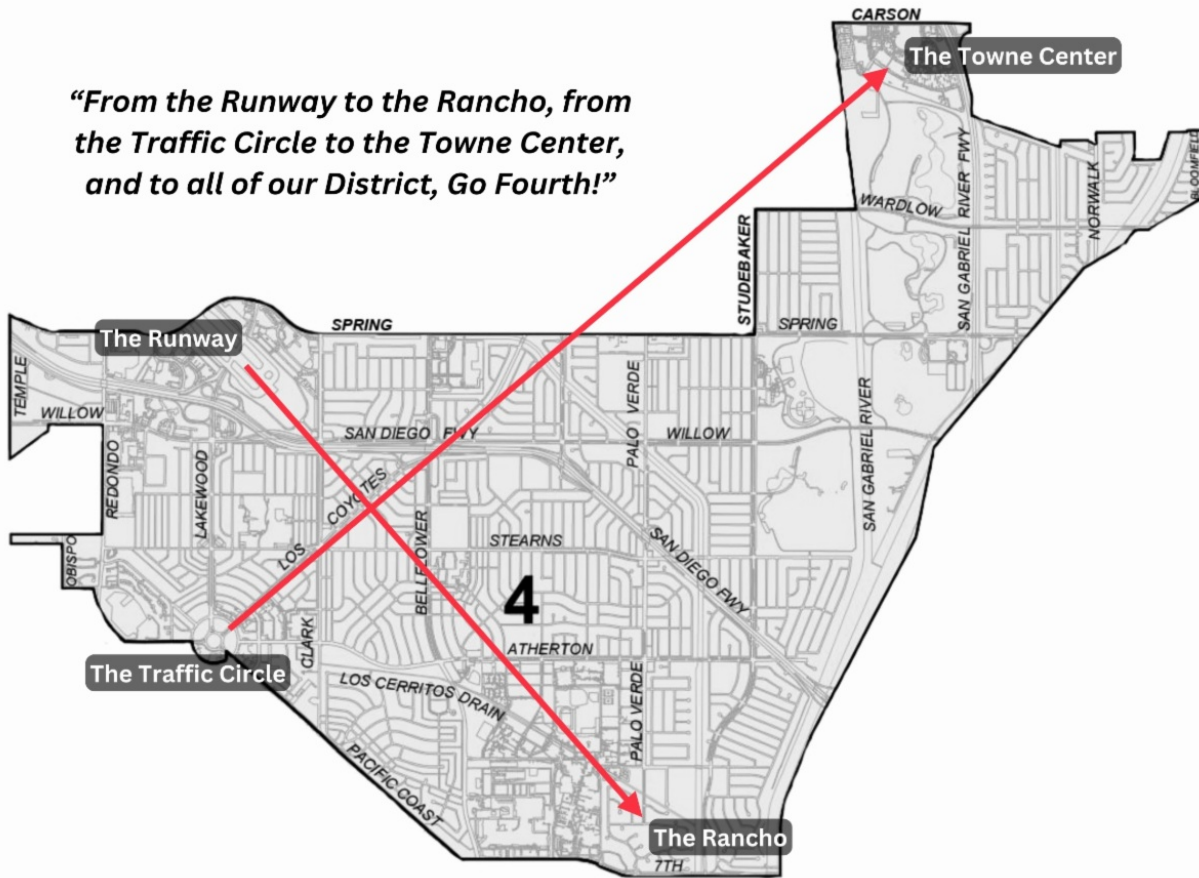 CARSON
The Towne Center
“From the Runway to the Rancho, from
the Traffic Circle to the Towne Center,
and to all of our District, Go Fourth!”
BLOOMFIELD
WARDLOW
NORWALK
SAN GABRIEL RIVER FWY
STUDEBAKER
SPRING
SPRING
The Runway
TEMPLE
WILLOW
SAN DIEGO FWY
PALO VERDE
WILLOW
SAN GABRIEL RIVER
REDONDO
LAKEWOOD
LOS COYOTES
BELLFLOWER
STEARNS
SAN DIEGO FWY
OBISPO
4
CLARK
ATHERTON
The Traffic Circle
LOS CERRITOS DRAIN
PALO VERDE
PACIFIC COAST
The Rancho
7TH